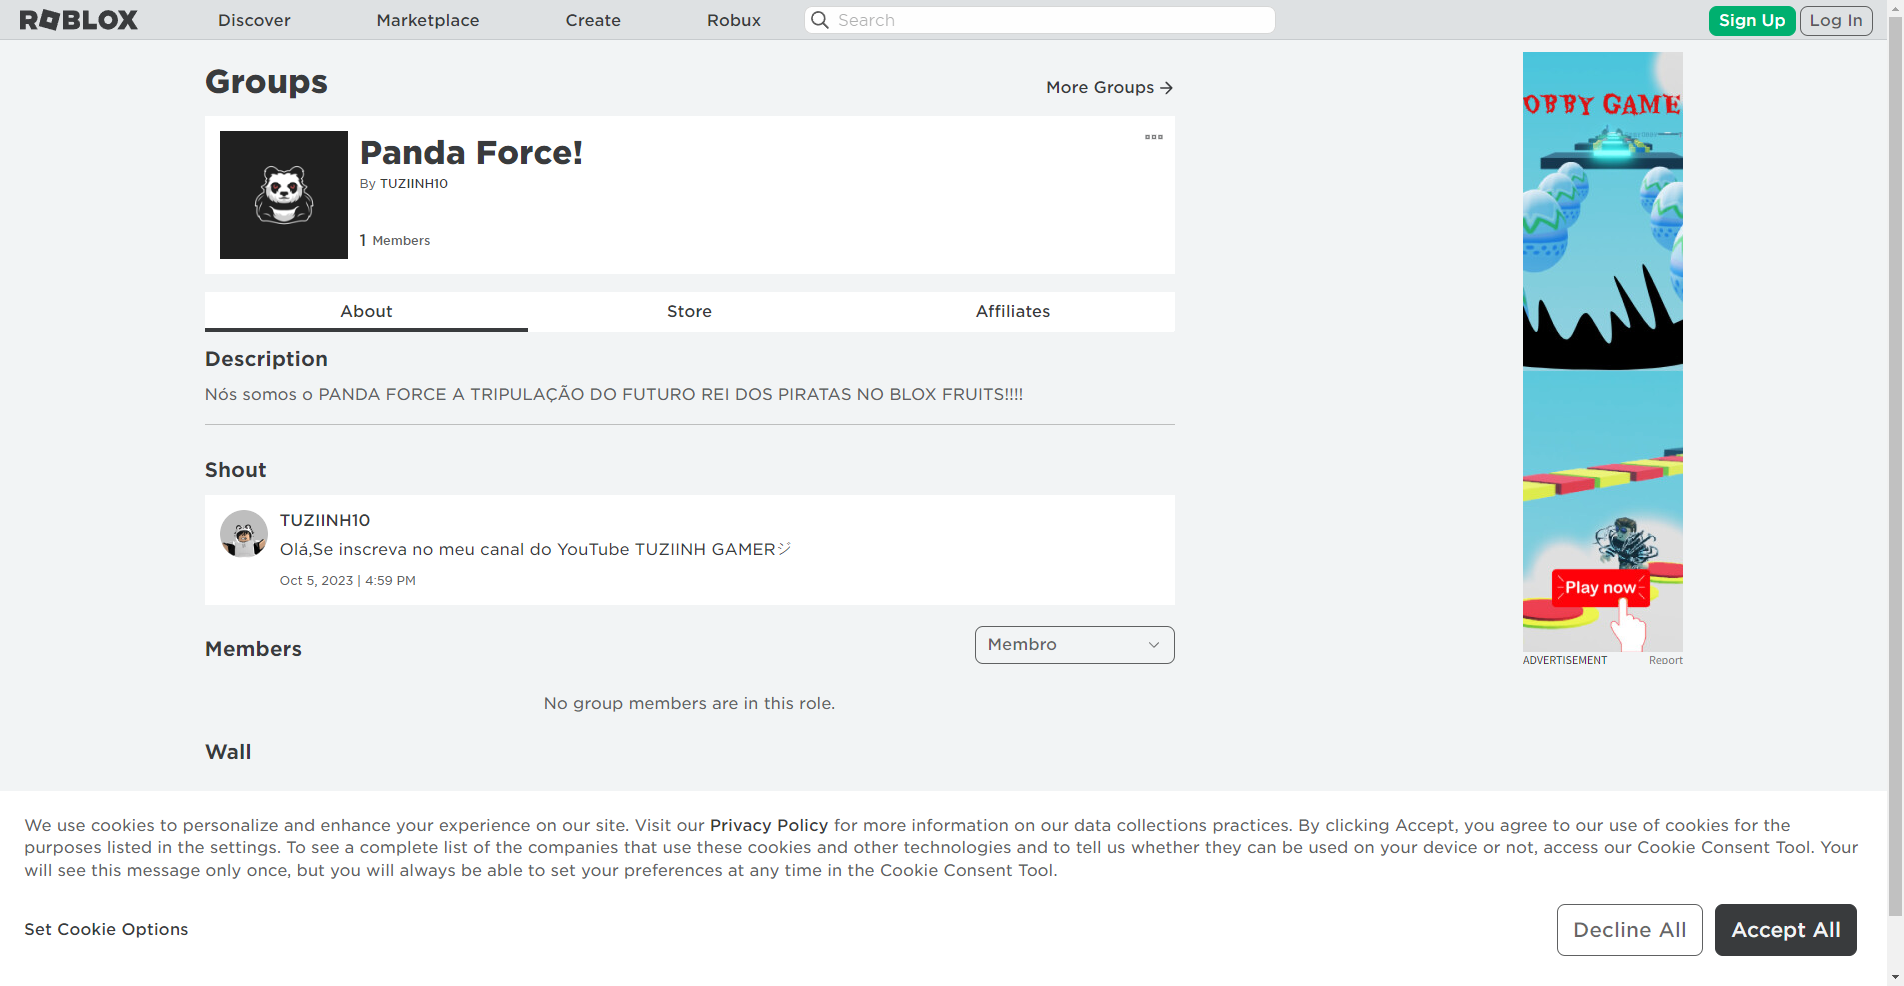 ROBLOX
Discover
Marketplace
Create
Robux
Search
Sign Up
Log In
Groups
More Groups
Panda Force!
By TUZIINH10
1 Members
About
Store
Affiliates
Description
Nós somos o PANDA FORCE A TRIPULAÇÃO DO FUTURO REI DOS PIRATAS NO BLOX FRUITS!!!!
Shout
TUZIINH10
Olá,Se inscreva no meu canal do YouTube TUZIINH GAMERジ
Oct 5, 2023 | 4:59 PM
Members
Membro
No group members are in this role.
Wall
OBBY GAME
Play now
ADVERTISEMENT
Report
We use cookies to personalize and enhance your experience on our site. Visit our Privacy Policy for more information on our data collections practices. By clicking Accept, you agree to our use of cookies for the
purposes listed in the settings. To see a complete list of the companies that use these cookies and other technologies and to tell us whether they can be used on your device or not, access our Cookie Consent Tool. Your
will see this message only once, but you will always be able to set your preferences at any time in the Cookie Consent Tool.
Set Cookie Options
Decline All
Accept All